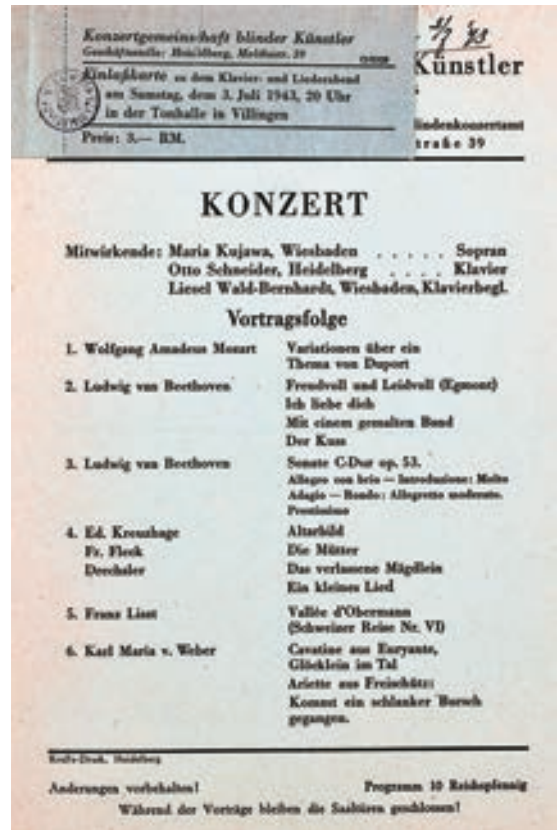 Konzertgemeinschaft blinder Künstler
Geschäftsstelle: Heidelberg, Moltkestr. 39
Einlaßkarte zu dem Klavier- und Liederabend
am Samstag, dem 3. Juli 1943, 20 Uhr
in der Tonhalle in Villingen
Preis: 3.— RM.
Künstler
lindenkonzertamt
traße 39
KONZERT
Mitwirkende: Maria Kujawa, Wiesbaden . . . . . Sopran
Otto Schneider, Heidelberg . . . . Klavier
Liesel Wald-Bernhardt, Wiesbaden, Klavierbegl.
Vortragsfolge
1. Wolfgang Amadeus Mozart Variationen über ein
Thema von Duport
2. Ludwig van Beethoven Freudvoll und Leidvoll (Egmont)
Ich liebe dich
Mit einem gemalten Band
Der Kuss
3. Ludwig van Beethoven Sonate C-Dur op. 53.
Allegro con brio — Introduzione: Molto
Adagio — Rondo: Allegretto moderato.
Prestissimo
4. Ed. Kreuzhage Altarbild
Fr. Fleck Die Mütter
Drechsler Das verlassene Mägdlein
Ein kleines Lied
5. Franz Liszt Vallée d'Obermann
(Schweizer Reise Nr. VI)
6. Karl Maria v. Weber Cavatine aus Euryante,
Glöcklein im Tal
Ariette aus Freischütz:
Kommt ein schlanker Bursch
gegangen.
Druck, Heidelberg
Anderungen vorbehalten! Programm 10 Reichspfennig
Während der Vorträge bleiben die Saaltüren geschlossen!